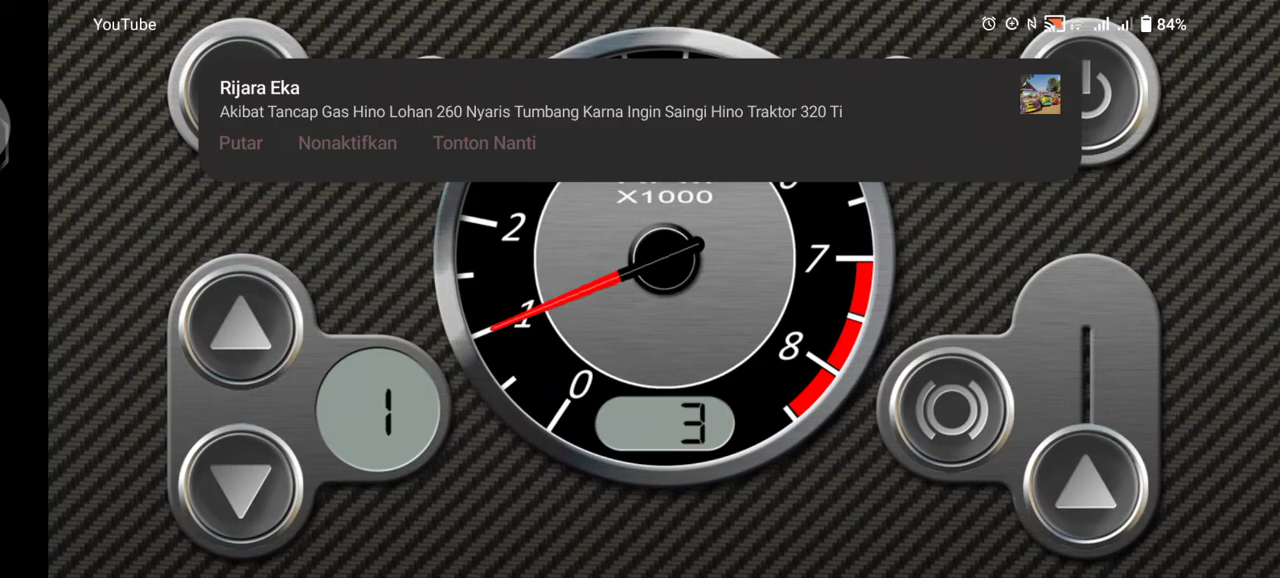 YouTube
84%
Rijara Eka
Akibat Tancap Gas Hino Lohan 260 Nyaris Tumbang Karna Ingin Saingi Hino Traktor 320 Ti
Putar Nonaktifkan Tonton Nanti
X1000
2
7
1
8
0
1
3